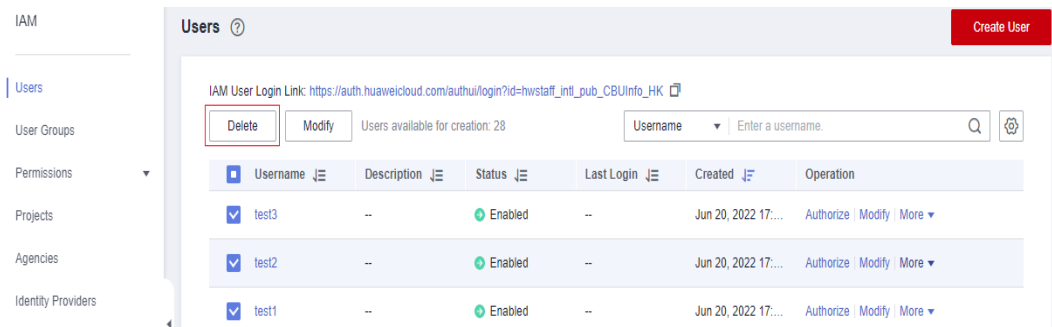 IAM
Users
User Groups
Permissions
Projects
Agencies
Identity Providers
Users
Create User
IAM User Login Link: https://auth.huaweicloud.com/authui/login?id=hwstaff_intl_pub_CBUInfo_HK
Delete Modify Users available for creation: 28 Username Enter a username.
Username Description Status Last Login Created Operation
test3 -- Enabled -- Jun 20, 2022 17:... Authorize Modify More
test2 -- Enabled -- Jun 20, 2022 17:... Authorize Modify More
test1 -- Enabled -- Jun 20, 2022 17:... Authorize Modify More